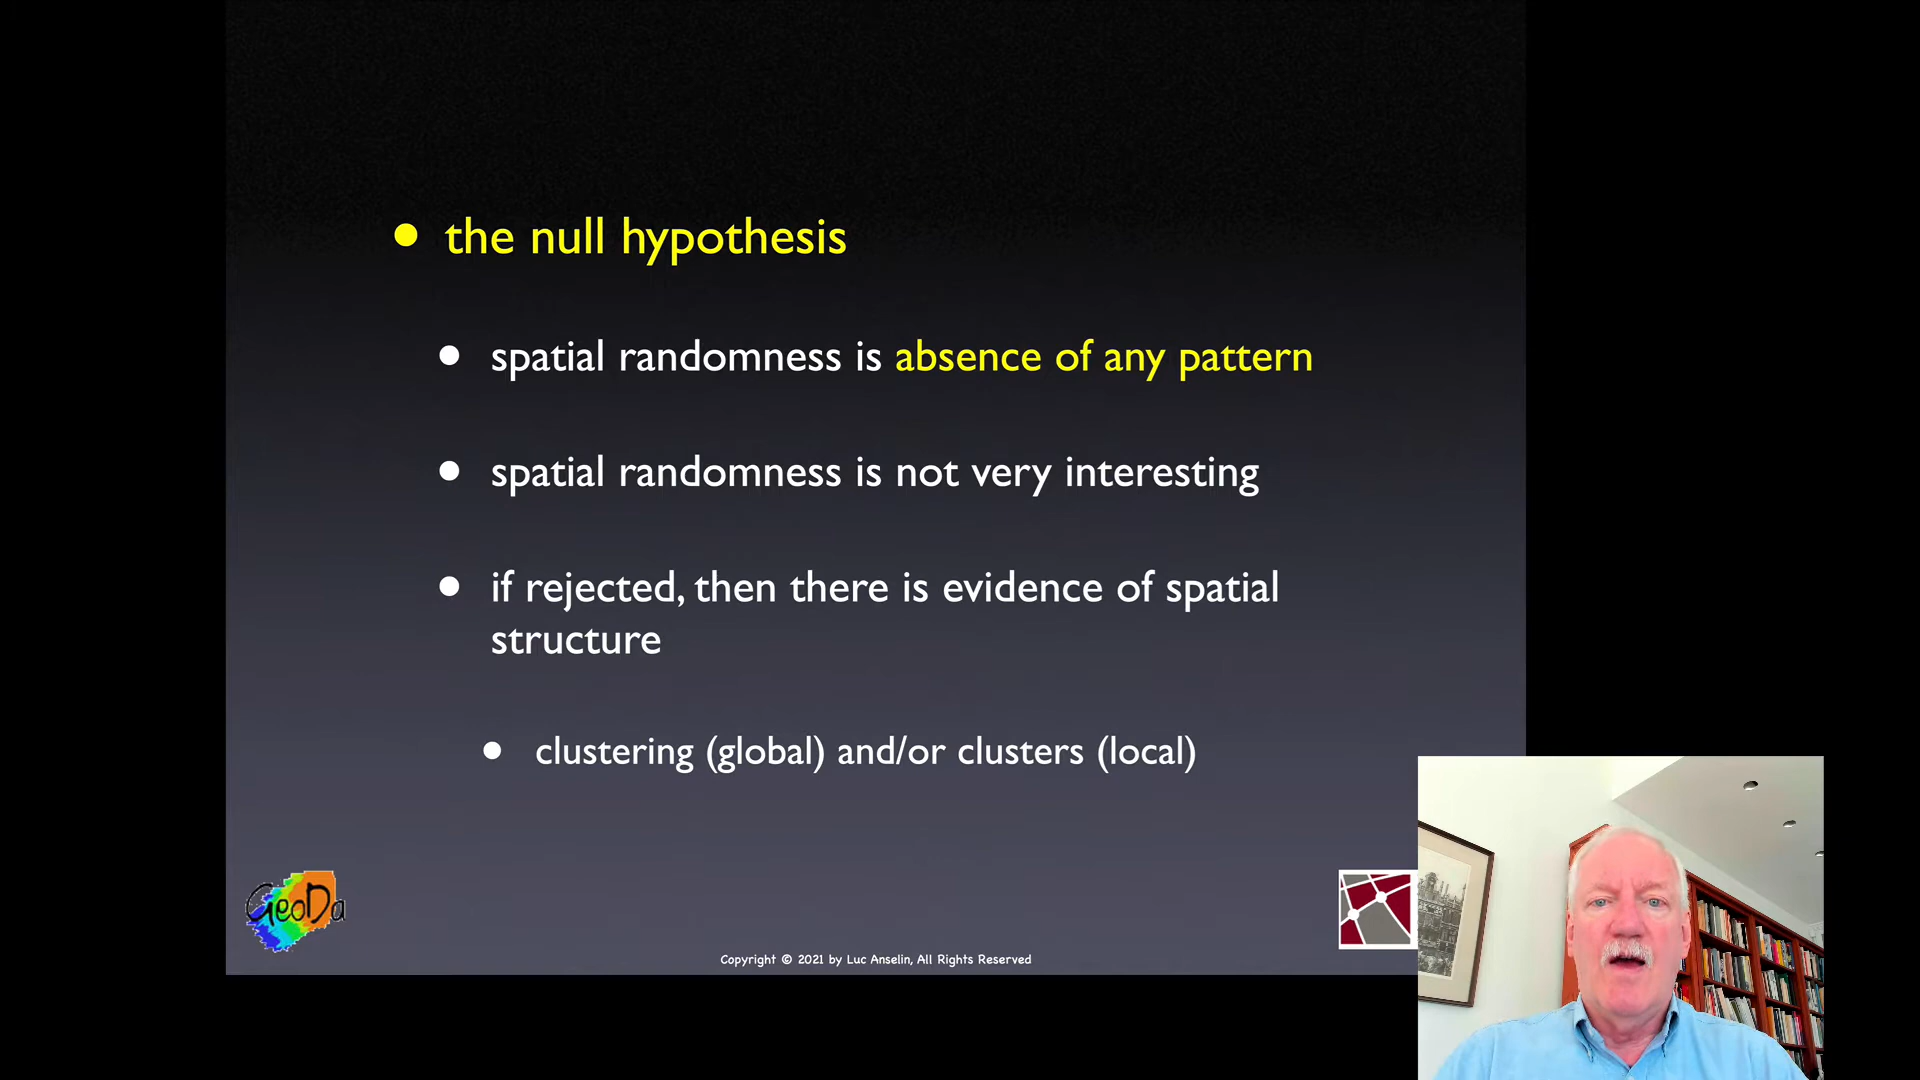 the null hypothesis
spatial randomness is absence of any pattern
spatial randomness is not very interesting
if rejected, then there is evidence of spatial
structure
clustering (global) and/or clusters (local)
GeoDa
Copyright © 2021 by Luc Anselin, All Rights Reserved